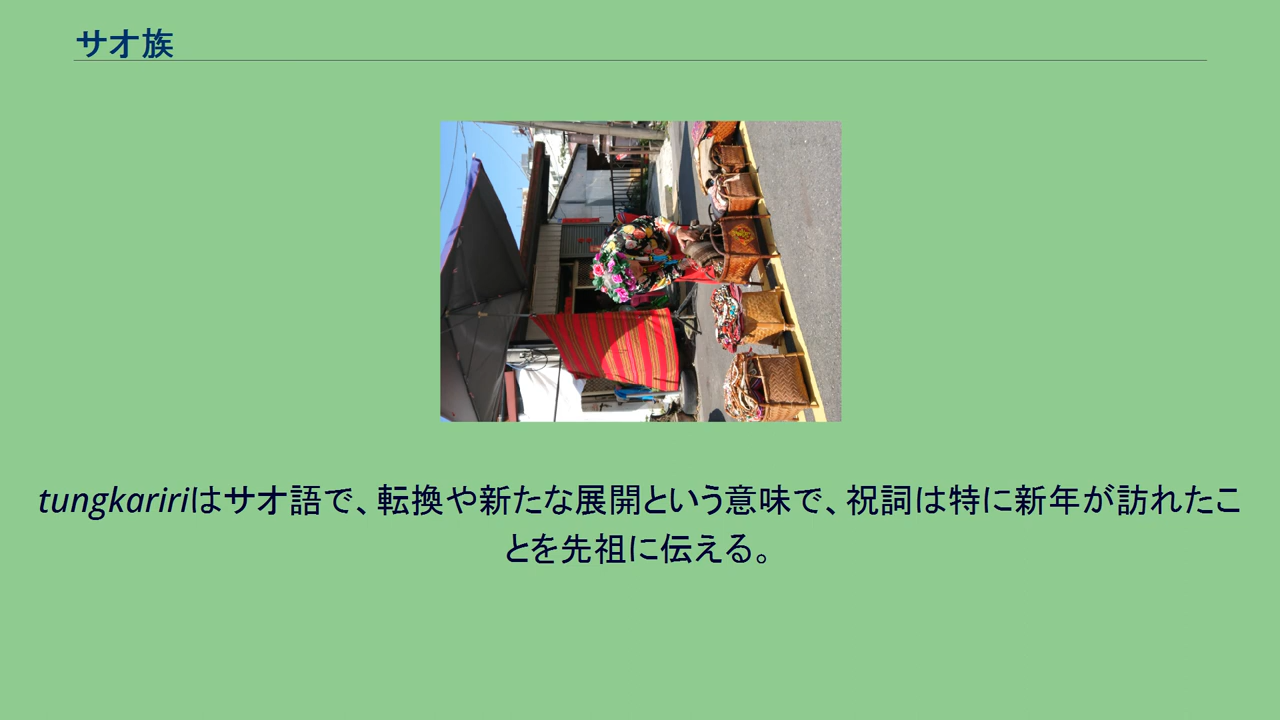 サオ族
tungkaririlはサオ語で、転換や新たな展開という意味で、祝詞は特に新年が訪れたこ
とを先祖に伝える。